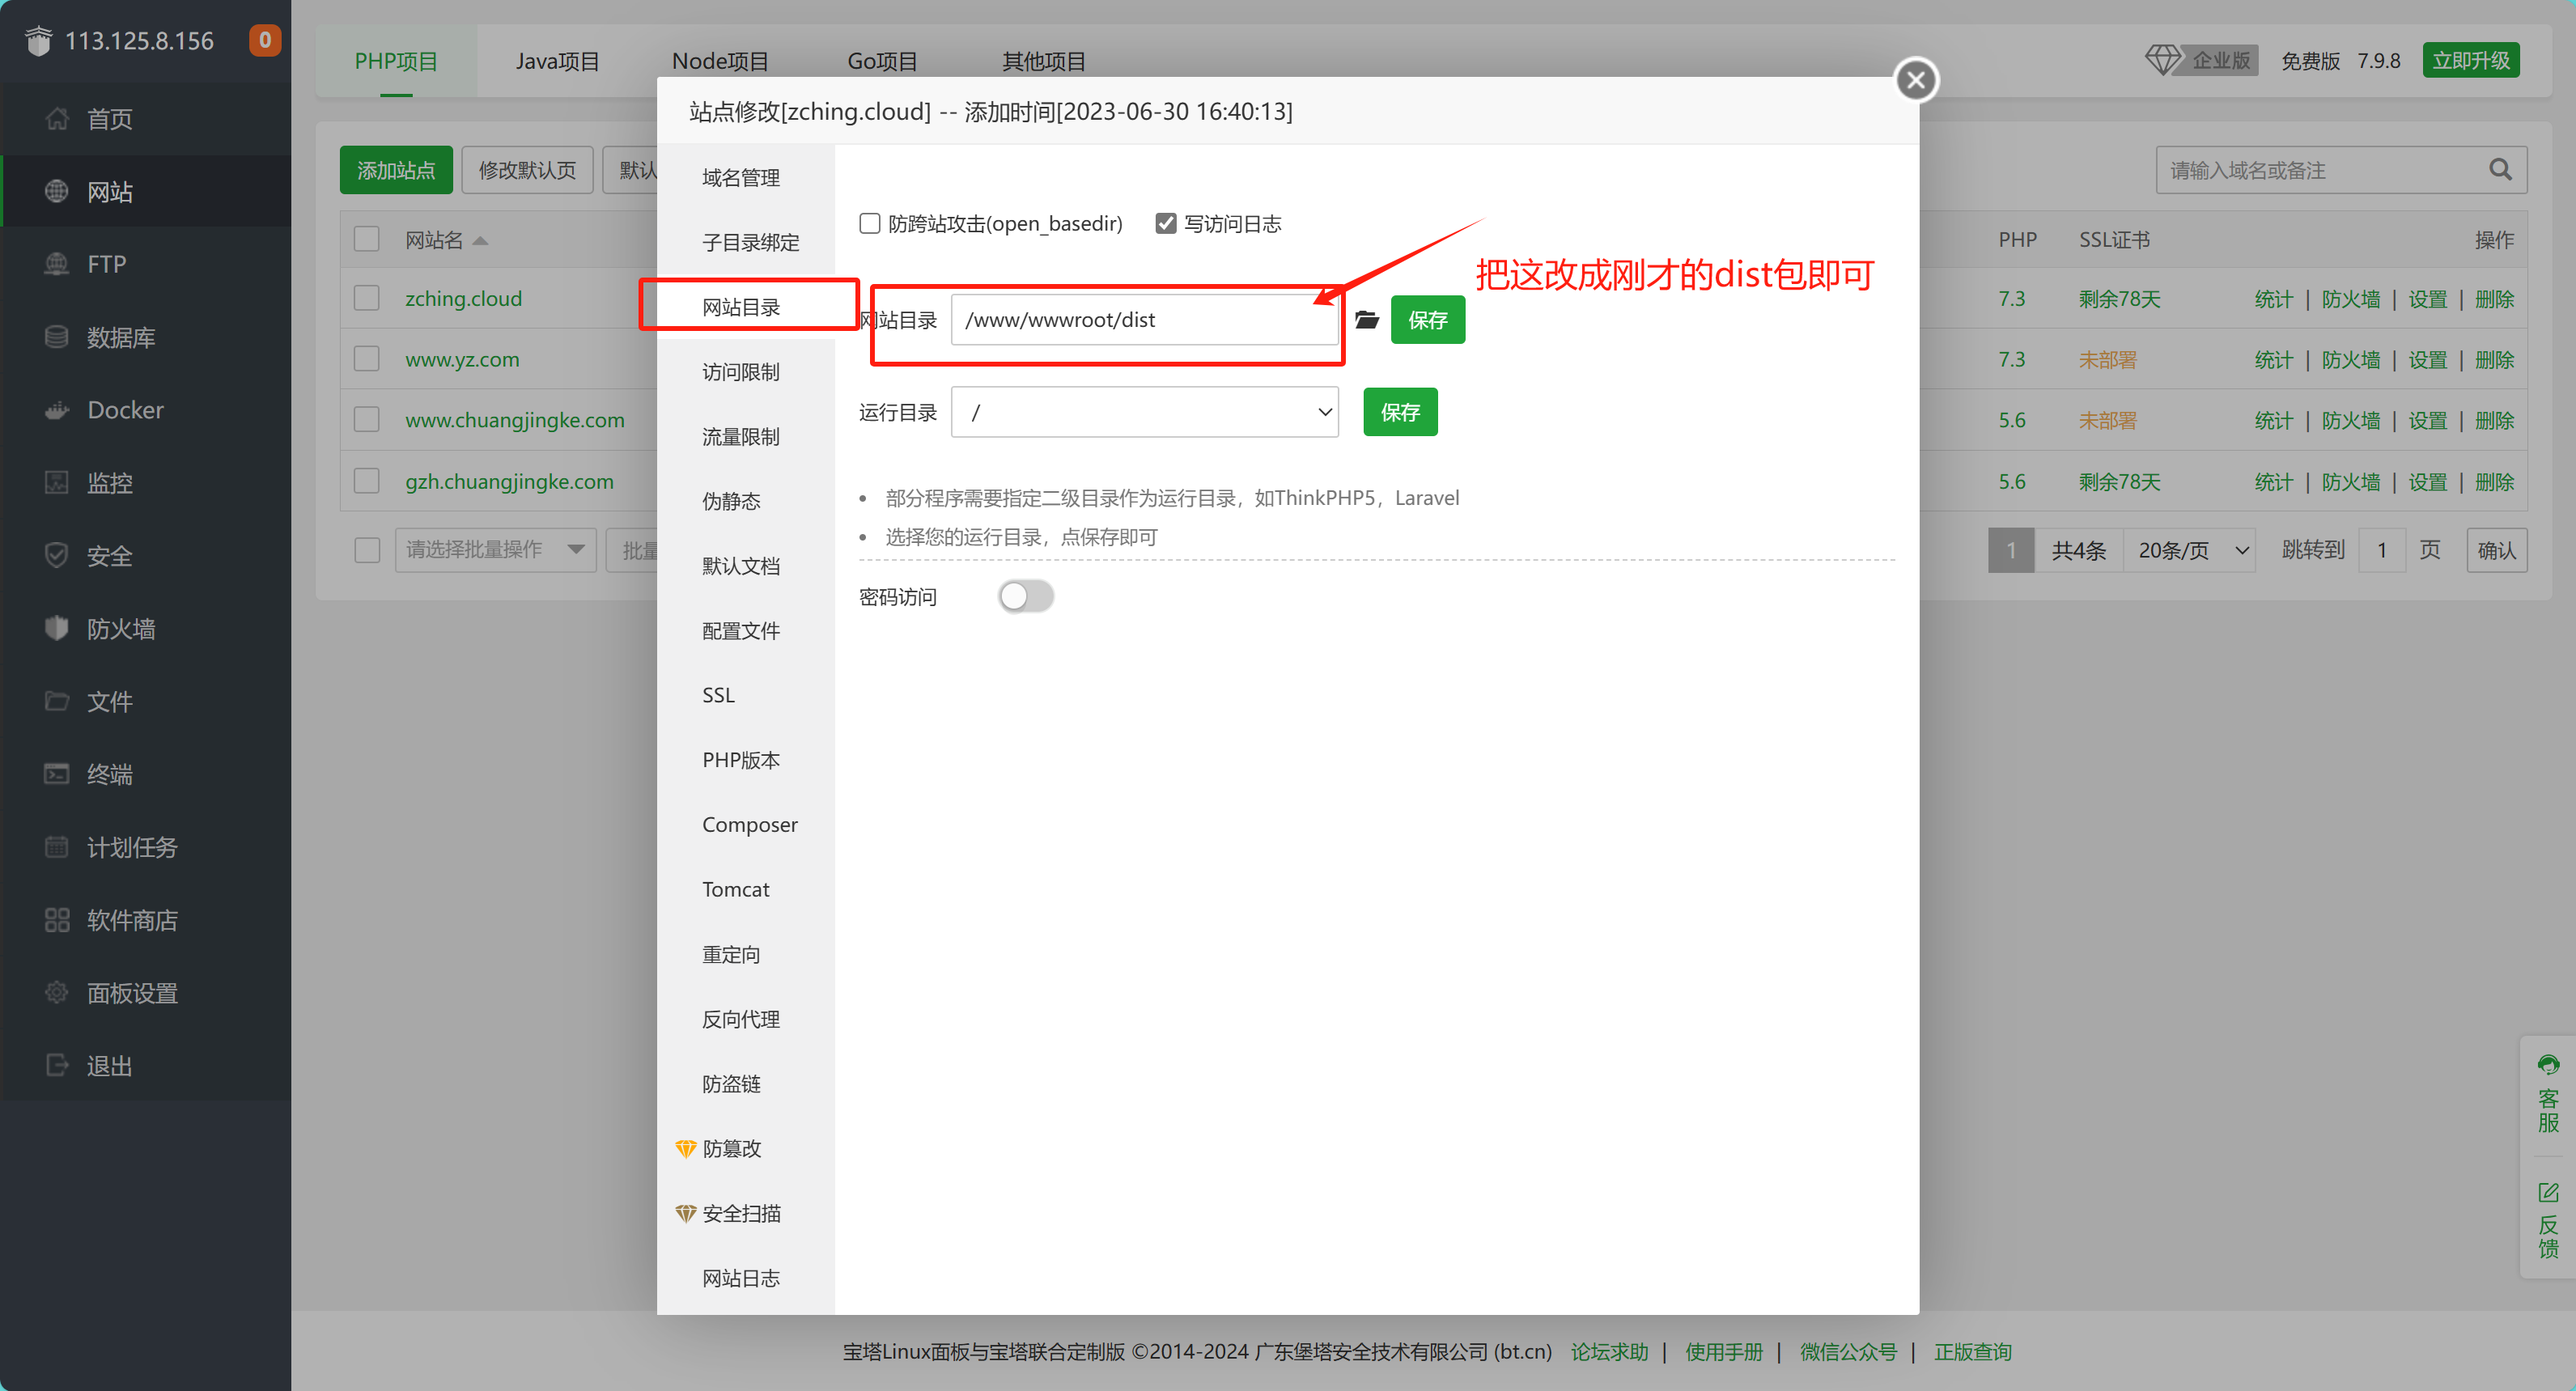 113.125.8.156
0
首页
网站
FTP
数据库
Docker
监控
安全
防火墙
文件
终端
计划任务
软件商店
面板设置
退出
PHP项目
Java项目
Node项目
Go项目
其他项目
企业版
免费版
7.9.8
立即升级
添加站点
修改默认页
默认
请输入域名或备注
网站名
PHP
SSL证书
操作
zching.cloud
7.3
剩余78天
统计 | 防火墙 | 设置 | 删除
www.yz.com
7.3
未部署
统计 | 防火墙 | 设置 | 删除
www.chuangjingke.com
5.6
未部署
统计 | 防火墙 | 设置 | 删除
gzh.chuangjingke.com
5.6
剩余78天
统计 | 防火墙 | 设置 | 删除
请选择批量操作
批量
1
共4条
20条/页
跳转到
1
页
确认
站点修改[zching.cloud] -- 添加时间[2023-06-30 16:40:13]
域名管理
子目录绑定
网站目录
访问限制
流量限制
伪静态
默认文档
配置文件
SSL
PHP版本
Composer
Tomcat
重定向
反向代理
防盗链
防篡改
安全扫描
网站日志
防跨站攻击(open_basedir)
写访问日志
把这改成刚才的dist包即可
网站目录
/www/wwwroot/dist
保存
运行目录
/
保存
部分程序需要指定二级目录作为运行目录，如ThinkPHP5，Laravel
选择您的运行目录，点保存即可
密码访问
客服
反馈
宝塔Linux面板与宝塔联合定制版 ©2014-2024 广东堡塔安全技术有限公司 (bt.cn) 论坛求助 | 使用手册 | 微信公众号 | 正版查询